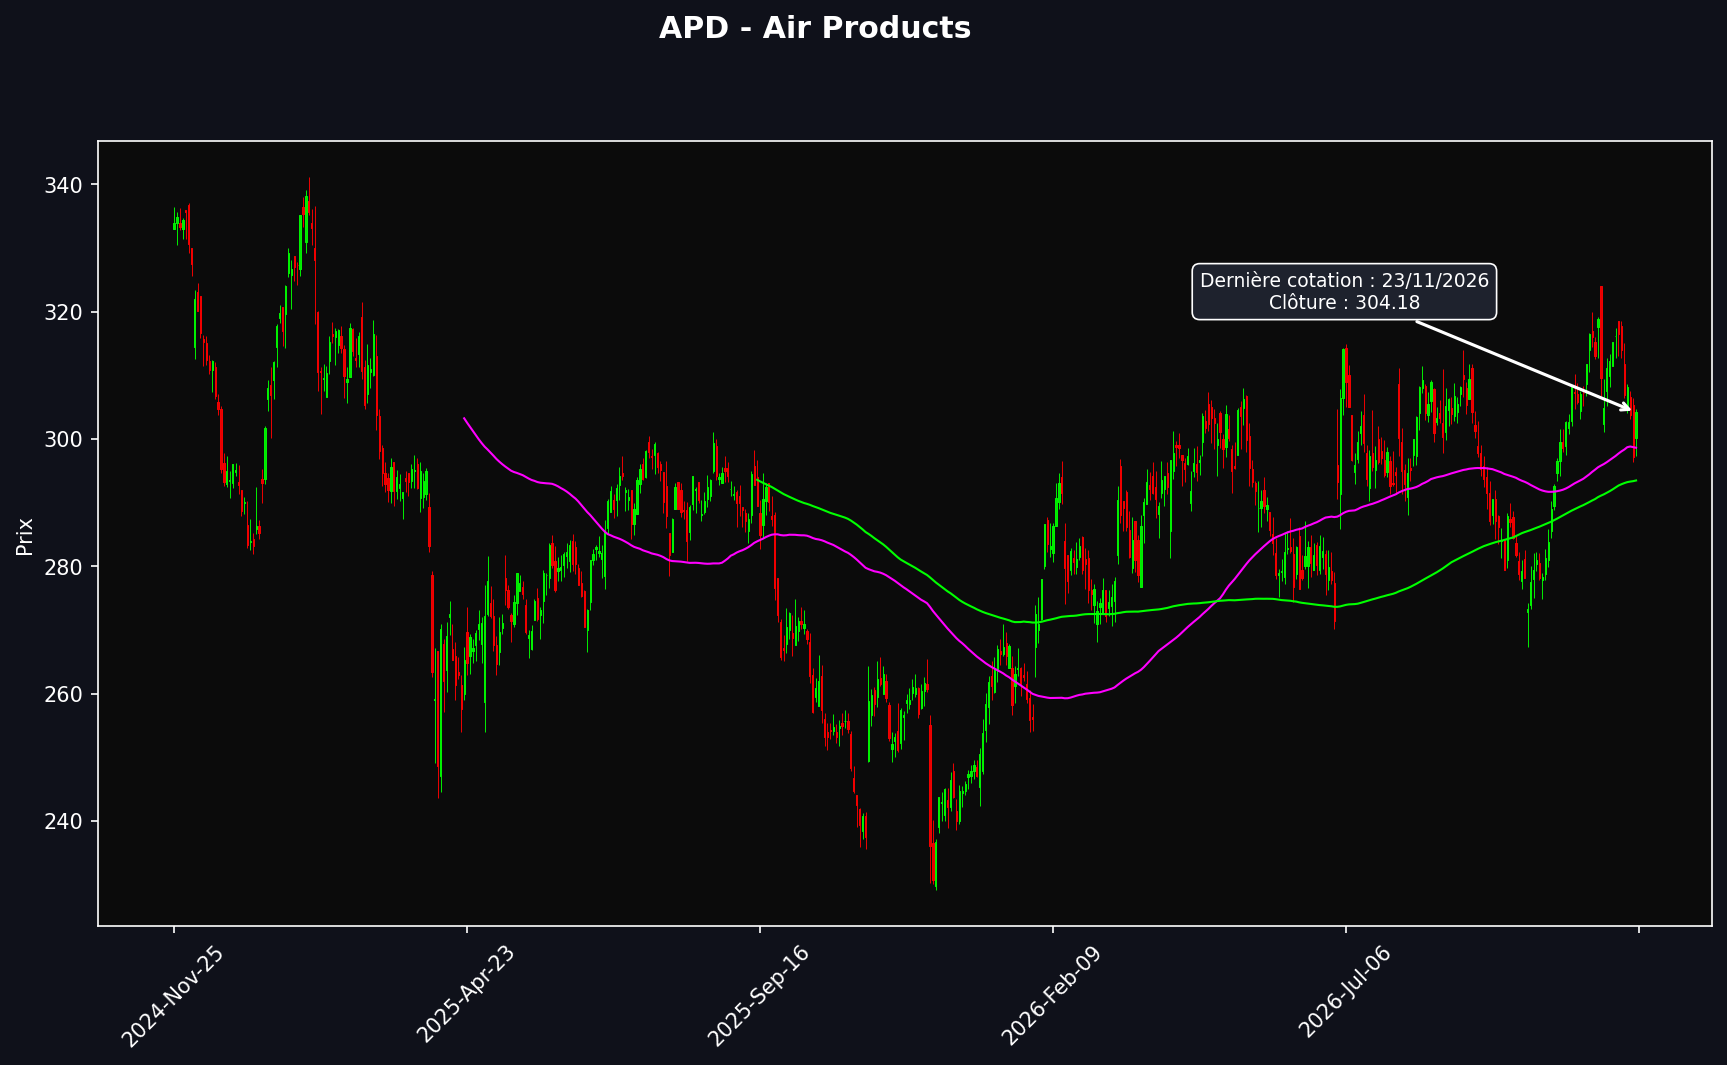 APD - Air Products
Prix
340
320
300
280
260
240
Dernière cotation : 23/11/2026
Clôture : 304.18
2024-Nov-25
2025-Apr-23
2025-Sep-16
2026-Feb-09
2026-Jul-06